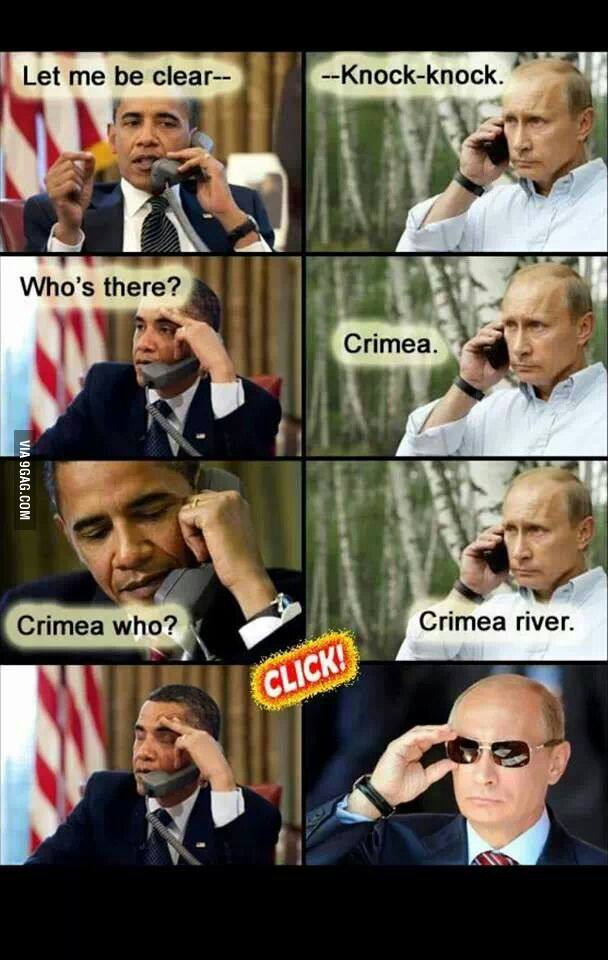 Let me be clear--
--Knock-knock.
Who's there?
Crimea.
VIA 9GAG.COM
Crimea who?
Crimea river.
CLICK!